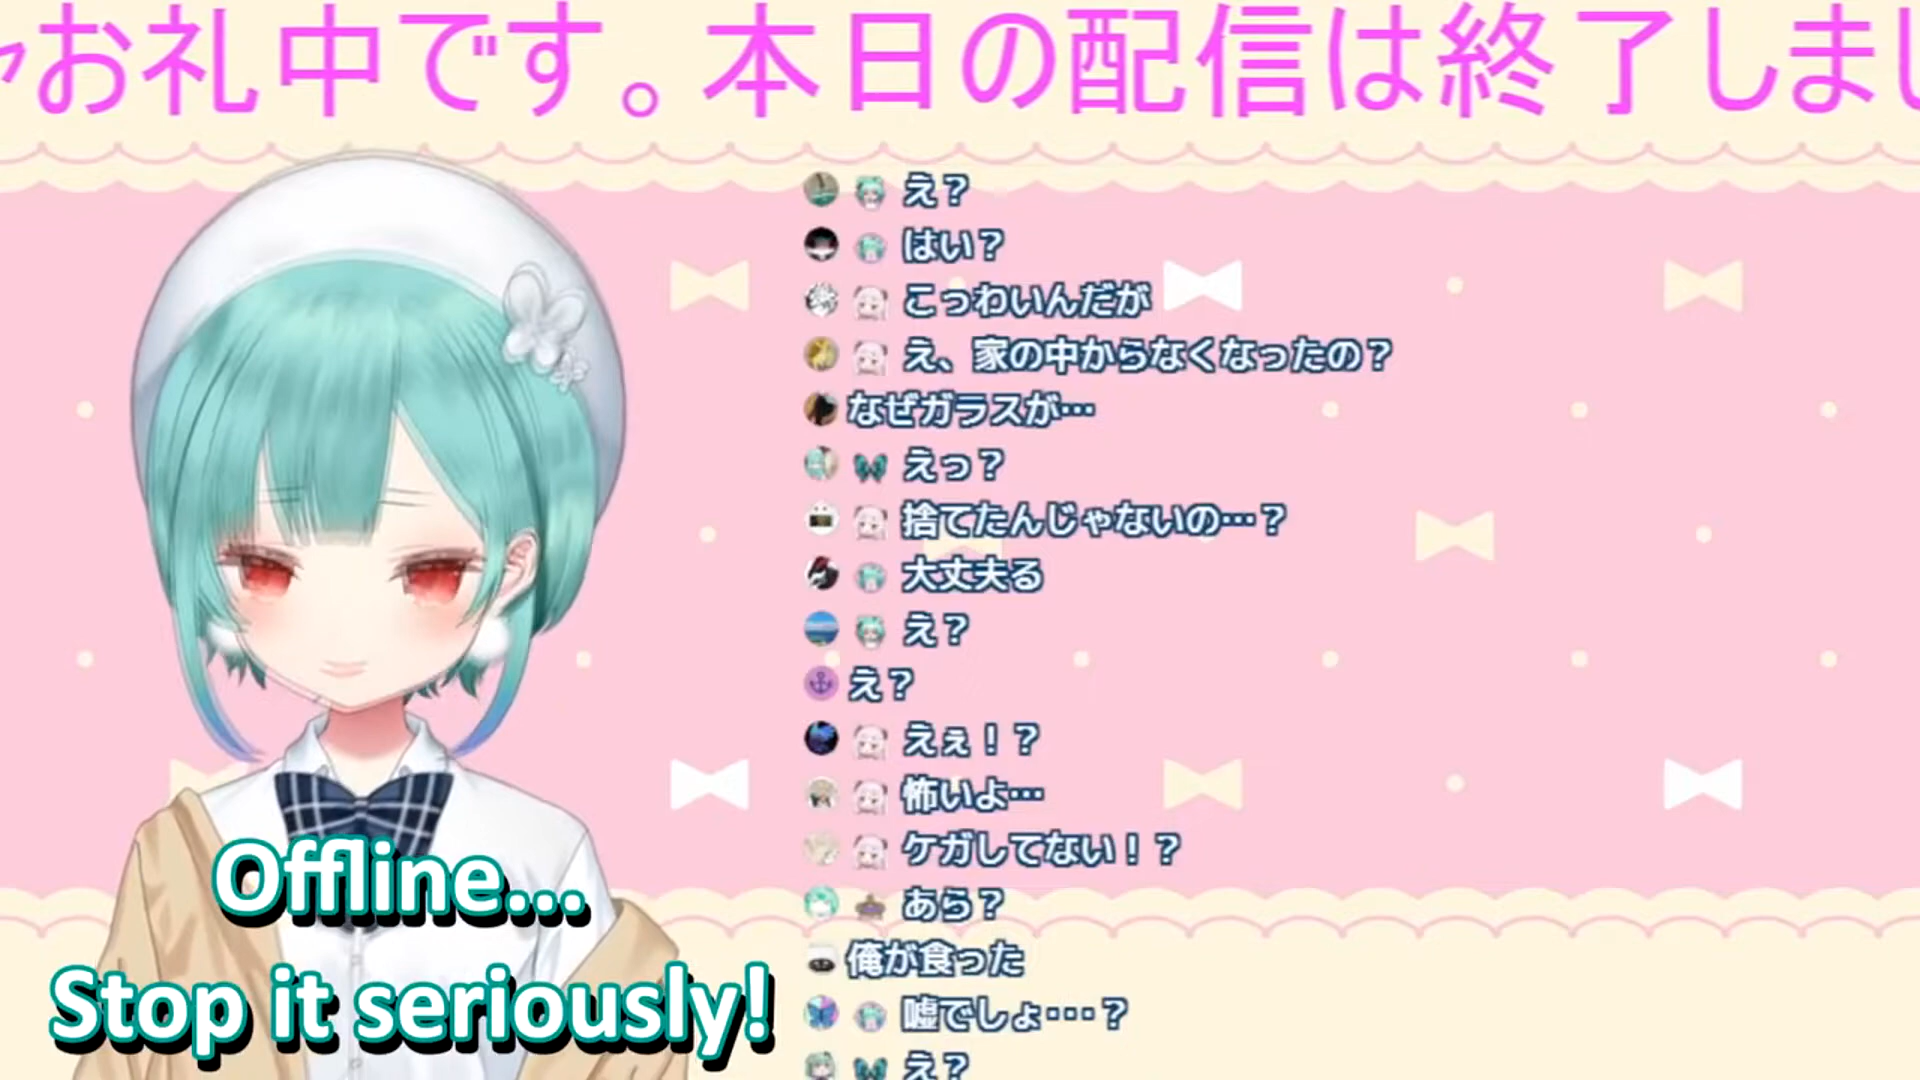 お礼中です。本日の配信は終了しまい
え？
はい？
こっわいんだが
え、家の中からなくなったの？
なぜガラスが…
えっ？
捨てたんじゃないの…？
大丈夫る
え？
え？
えぇ！？
怖いよ…
ケガしてない！？
あら？
俺が食った
嘘でしょ…？
え？
Offline...
Stop it seriously!